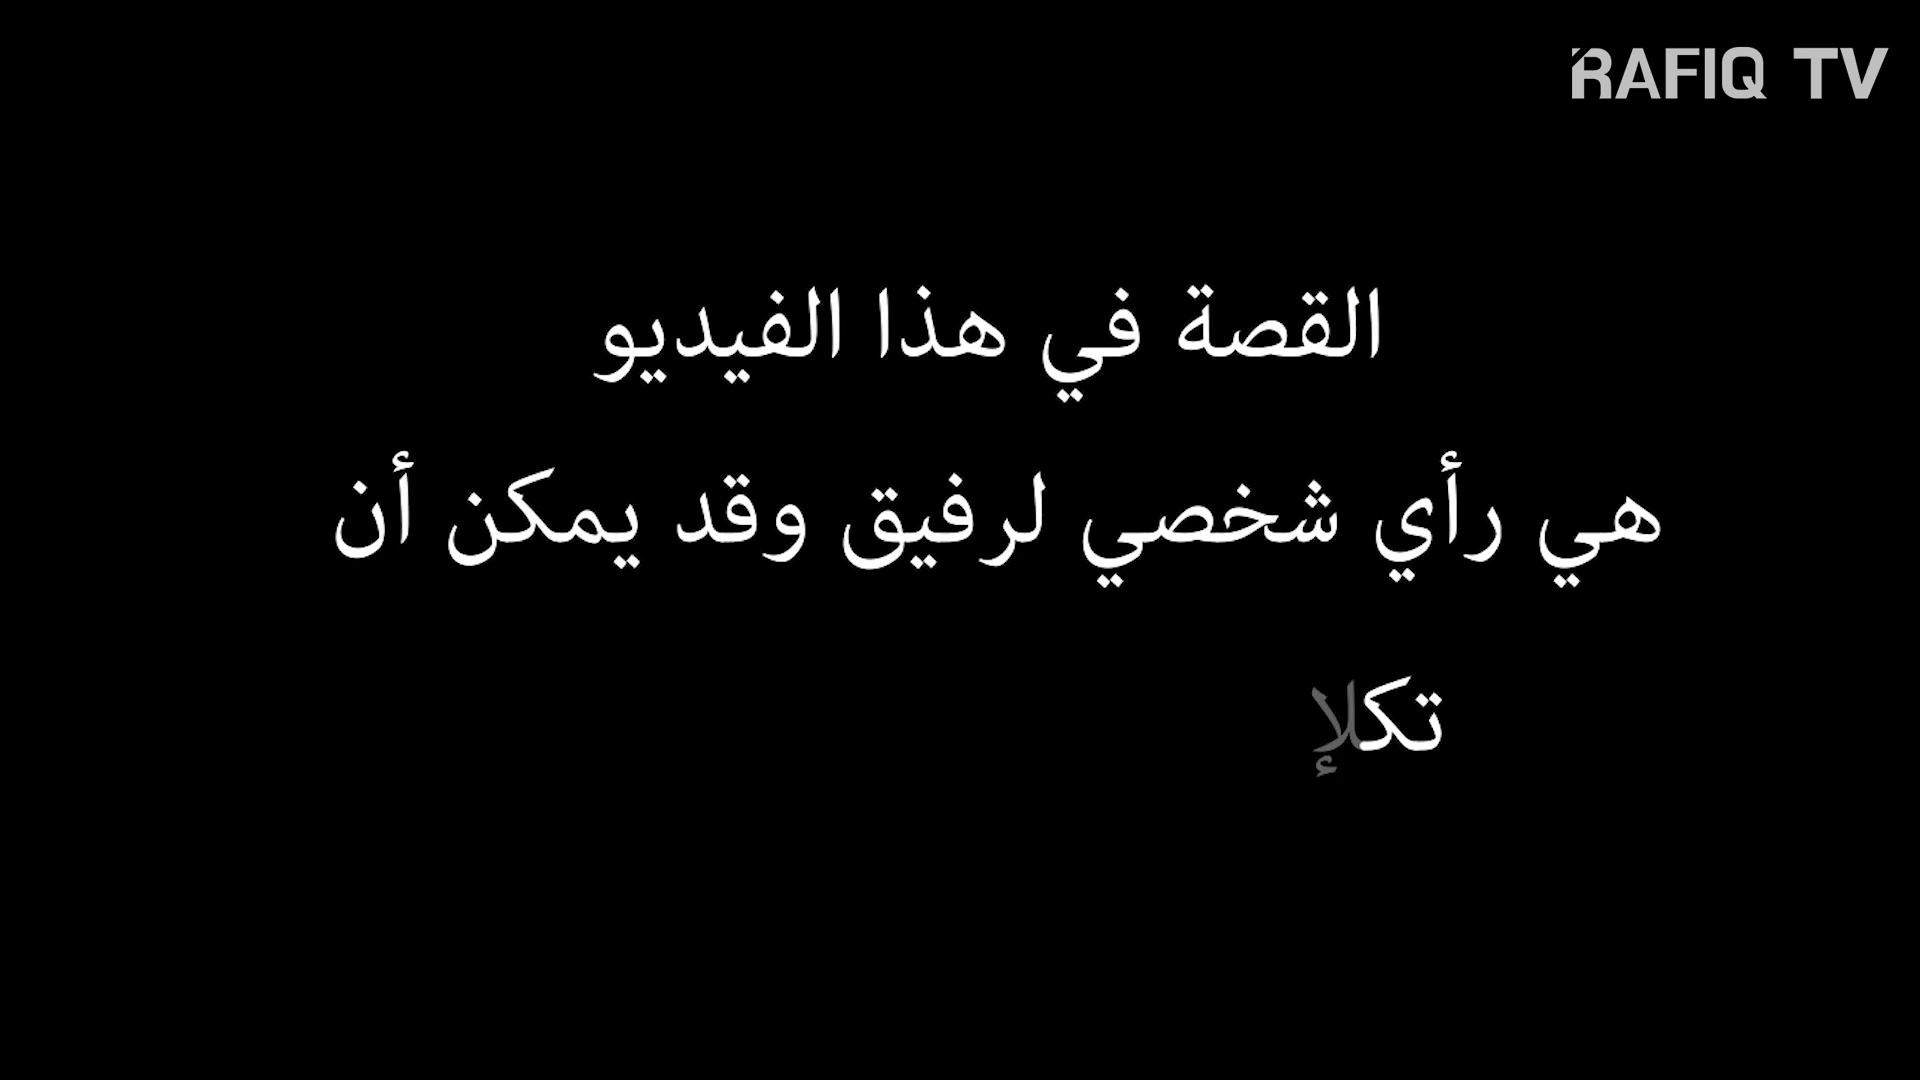 RAFIQ TV
القصة في هذا الفيديو
هي رأي شخصي لرفيق وقد يمكن أن